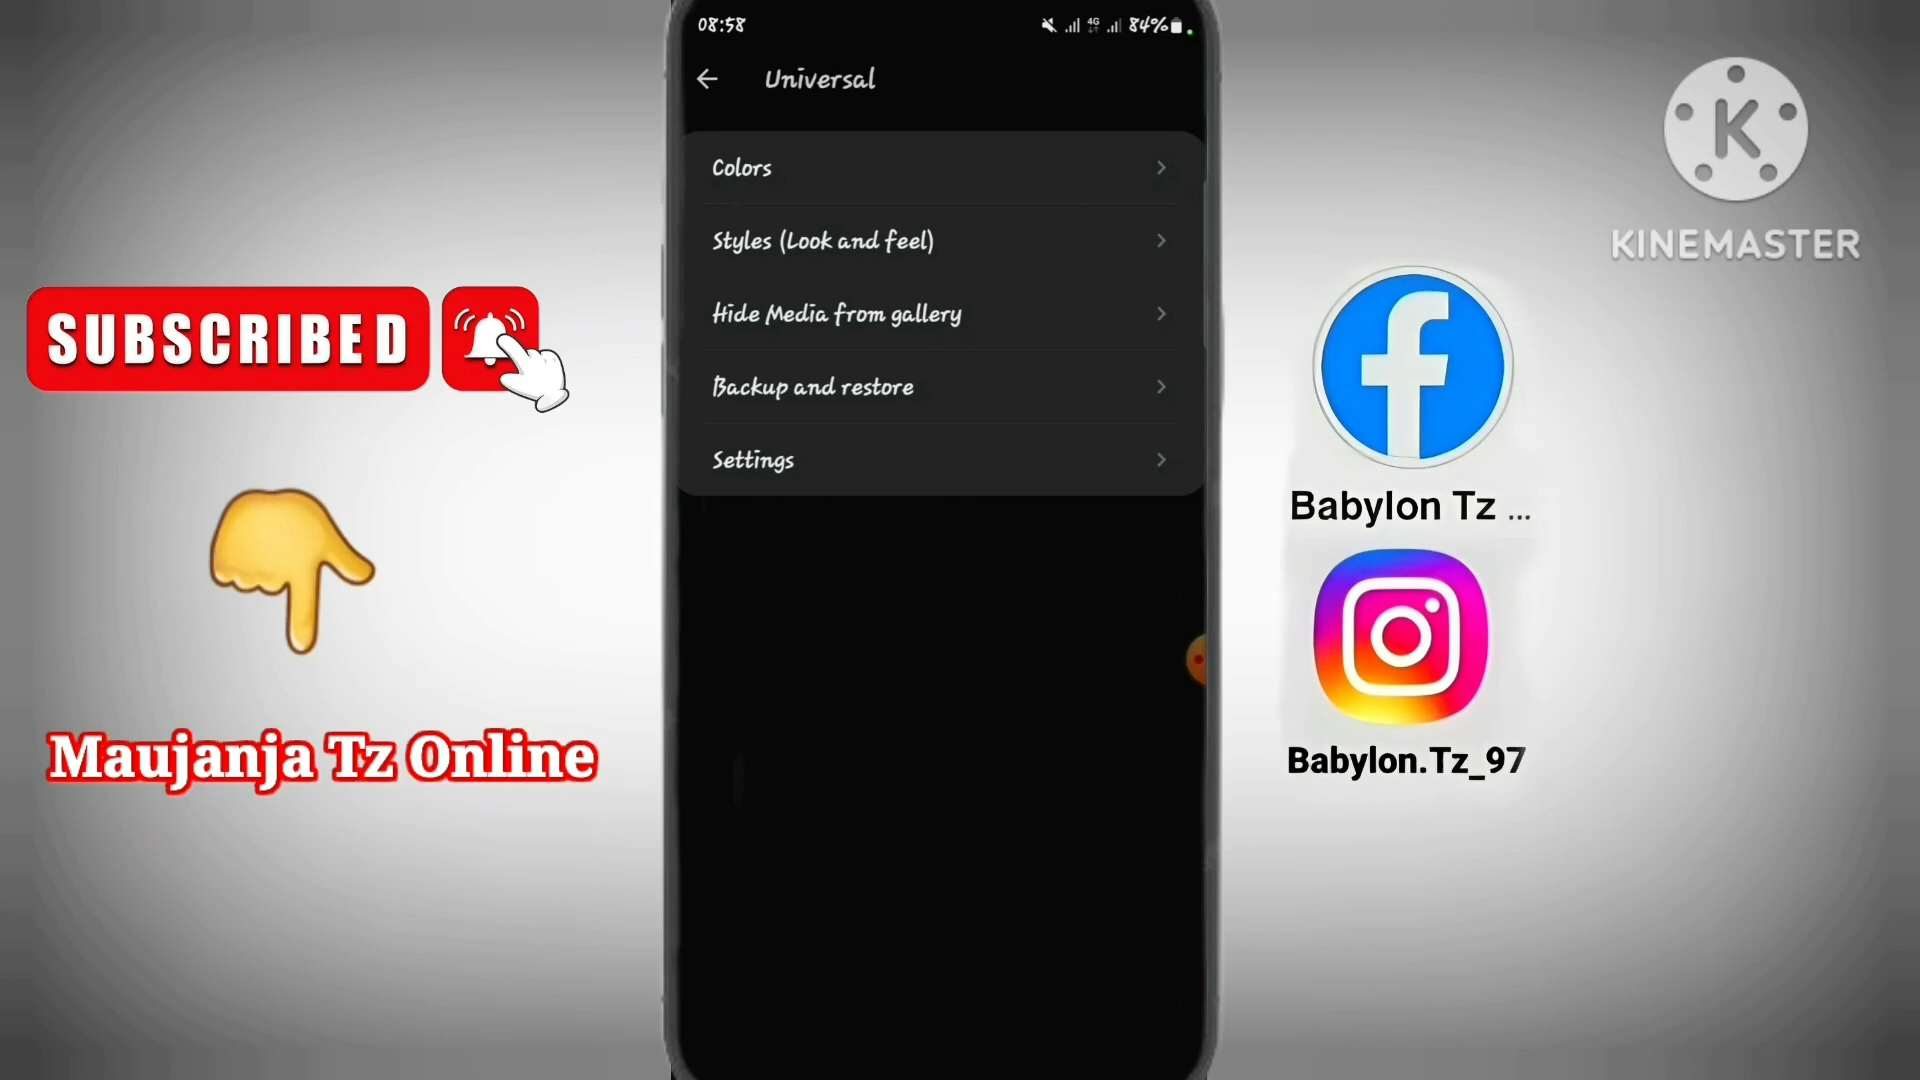 08:58
4G
84%
Universal
Colors
Styles (Look and feel)
Hide Media from gallery
Backup and restore
Settings
SUBSCRIBED
Maujanja Tz Online
K
KINEMASTER
Babylon Tz ...
Babylon.Tz_97